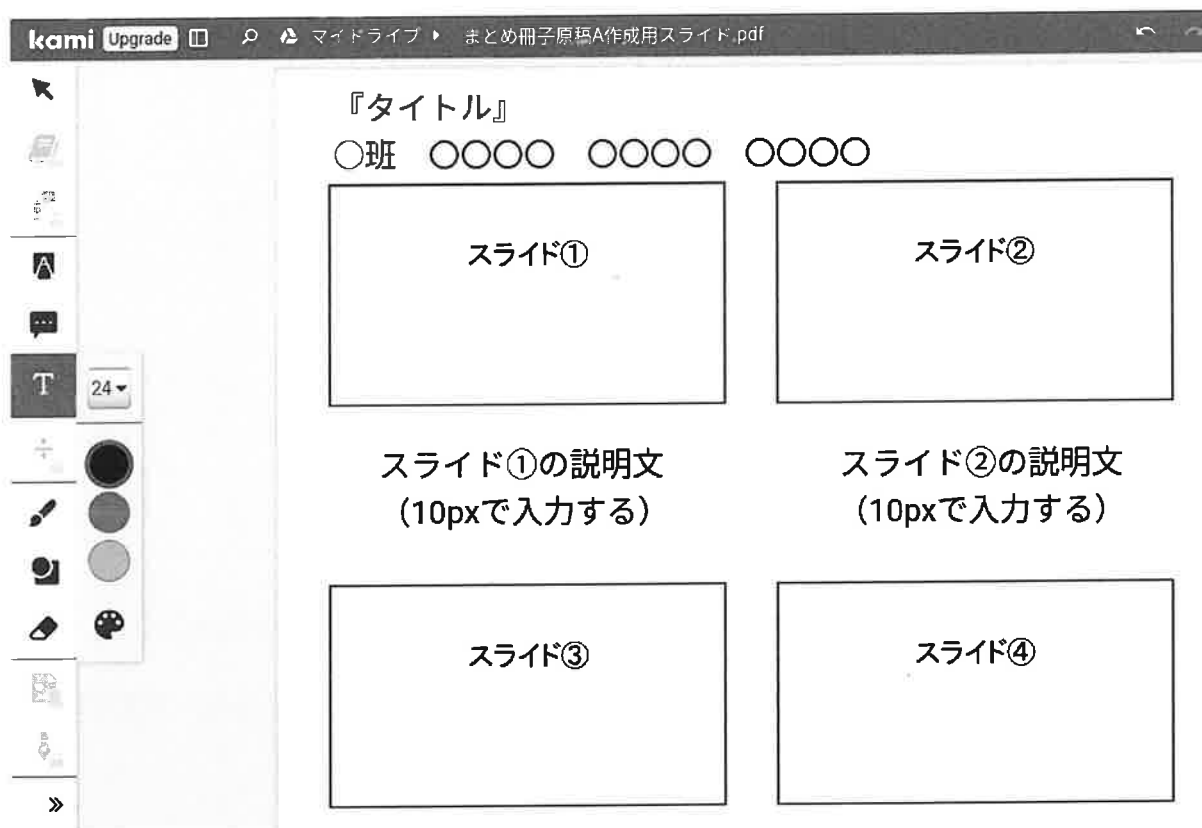 kami Upgrade マイドライブ まとめ冊子原稿A作成用スライド.pdf
『タイトル』
○班 ○○○○ ○○○○ ○○○○
スライド① スライド②
T 24
スライド①の説明文 スライド②の説明文
(10pxで入力する) (10pxで入力する)
スライド③ スライド④